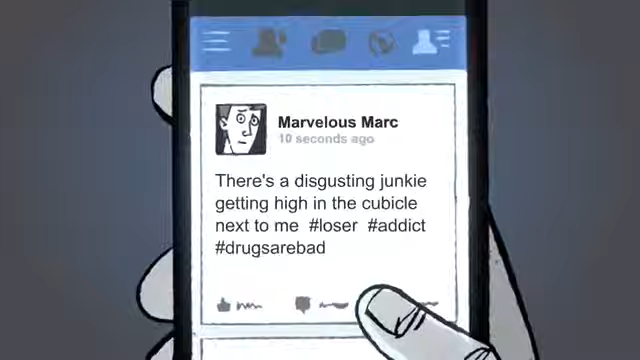 Marvelous Marc
10 seconds ago
There's a disgusting junkie
getting high in the cubicle
next to me #loser #addict
#drugsarebad